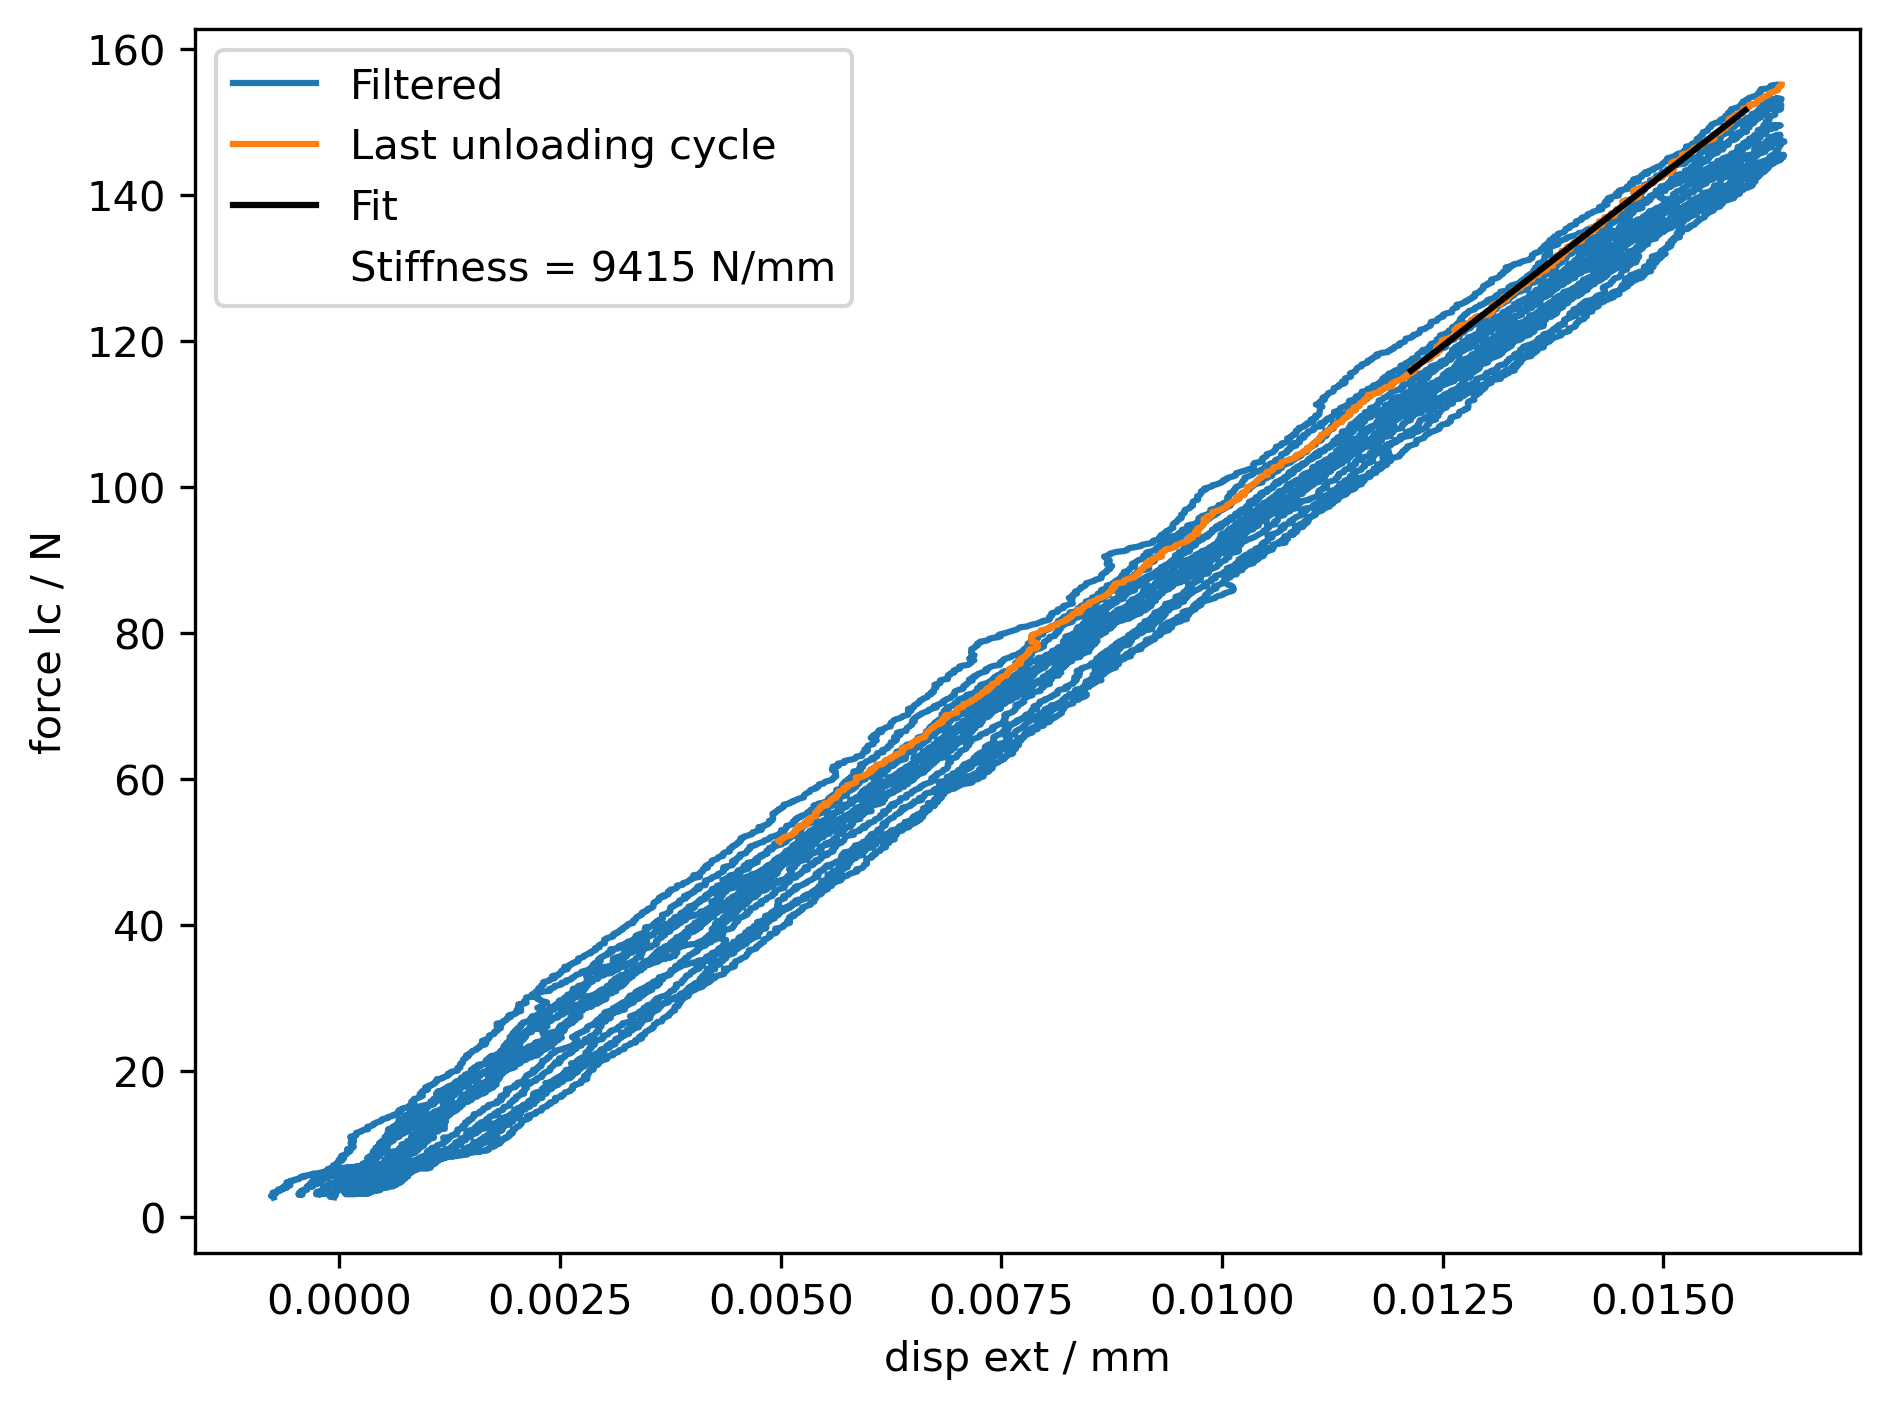 160
140
120
100
80
60
40
20
0
force lc / N
Filtered
Last unloading cycle
Fit
Stiffness = 9415 N/mm
0.0000 0.0025 0.0050 0.0075 0.0100 0.0125 0.0150
disp ext / mm